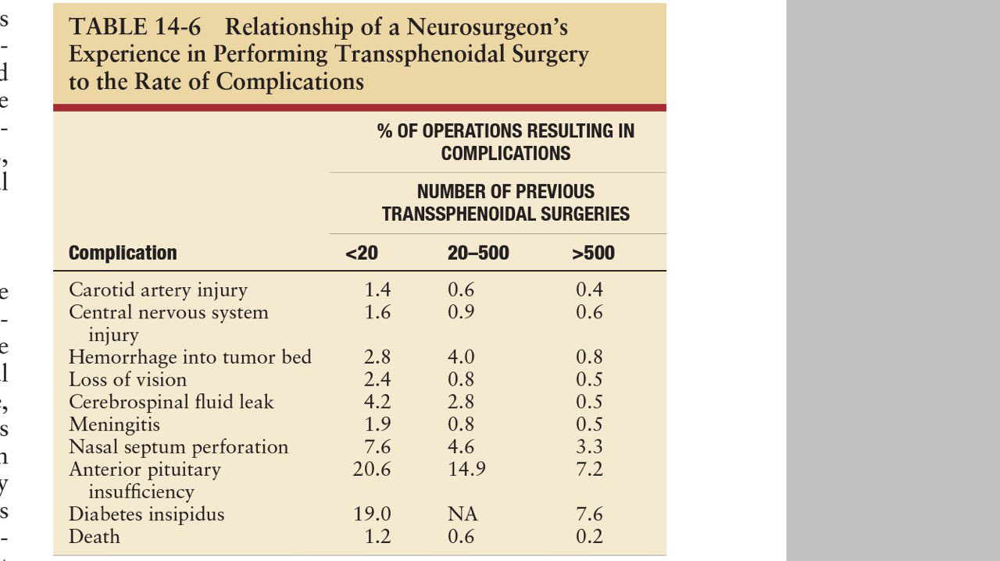 TABLE 14-6 Relationship of a Neurosurgeon's
Experience in Performing Transsphenoidal Surgery
to the Rate of Complications
% OF OPERATIONS RESULTING IN
COMPLICATIONS
NUMBER OF PREVIOUS
TRANSSPHENOIDAL SURGERIES
Complication <20 20–500 >500
Carotid artery injury 1.4 0.6 0.4
Central nervous system 1.6 0.9 0.6
injury
Hemorrhage into tumor bed 2.8 4.0 0.8
Loss of vision 2.4 0.8 0.5
Cerebrospinal fluid leak 4.2 2.8 0.5
Meningitis 1.9 0.8 0.5
Nasal septum perforation 7.6 4.6 3.3
Anterior pituitary 20.6 14.9 7.2
insufficiency
Diabetes insipidus 19.0 NA 7.6
Death 1.2 0.6 0.2